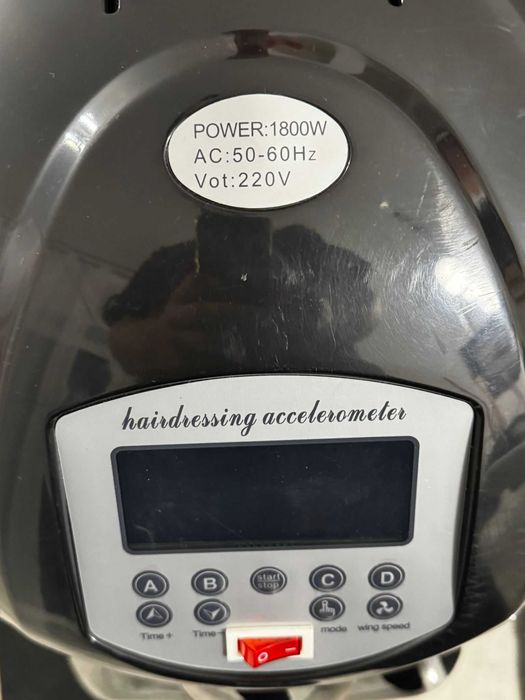 POWER:1800W
AC:50-60Hz
Vot:220V
hairdressing accelerometer
A B start stop C D
Time + Time - mode wing speed